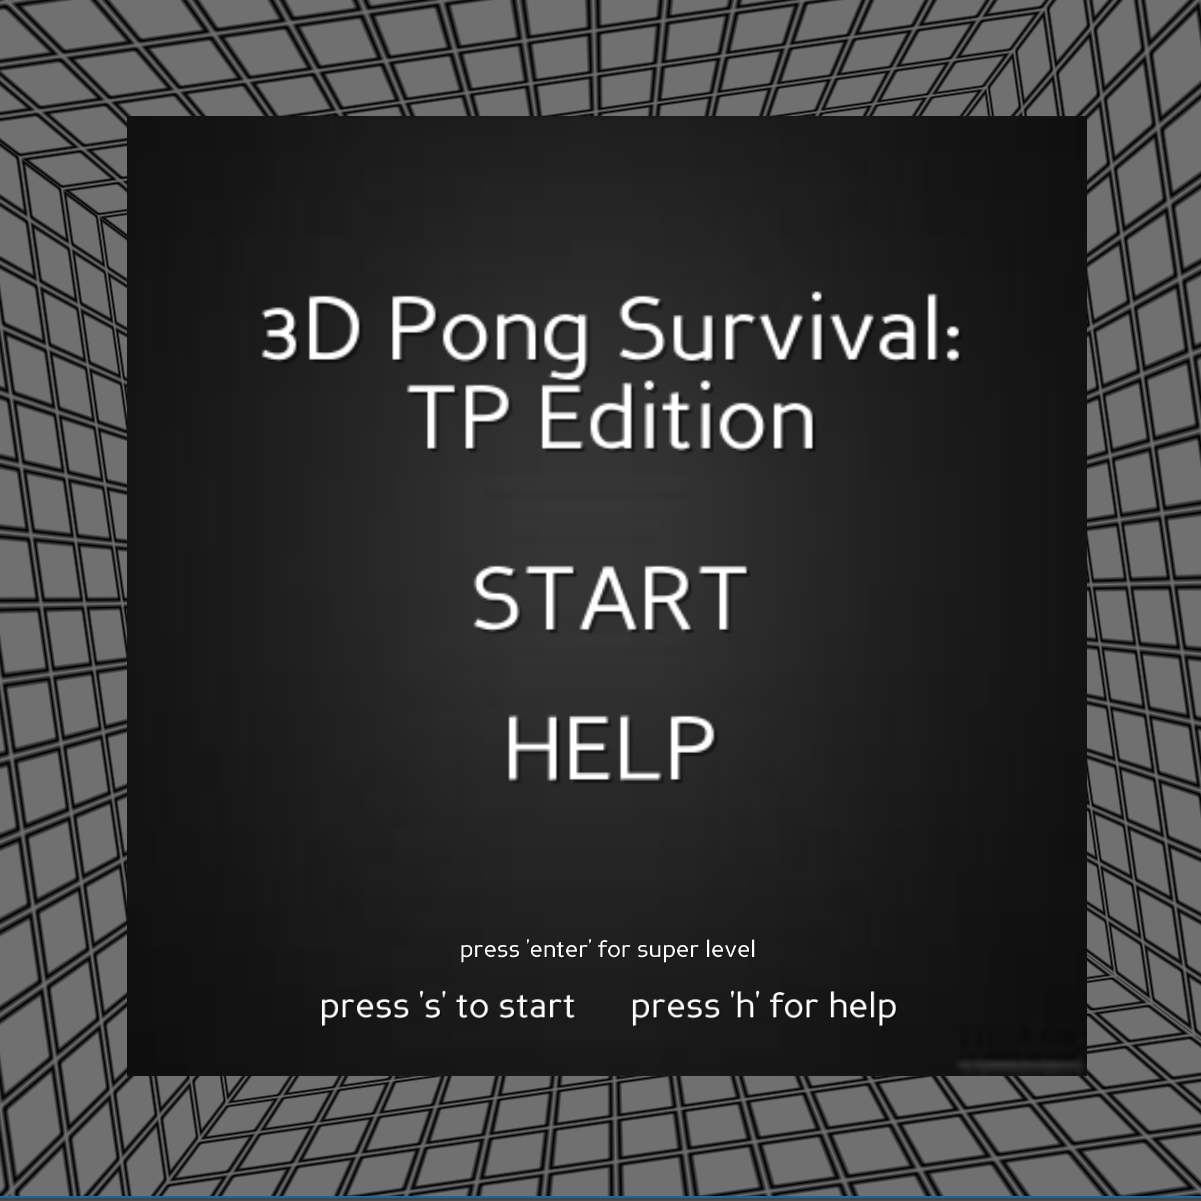 3D Pong Survival:
TP Edition
START
HELP
press 'enter' for super level
press 's' to start press 'h' for help